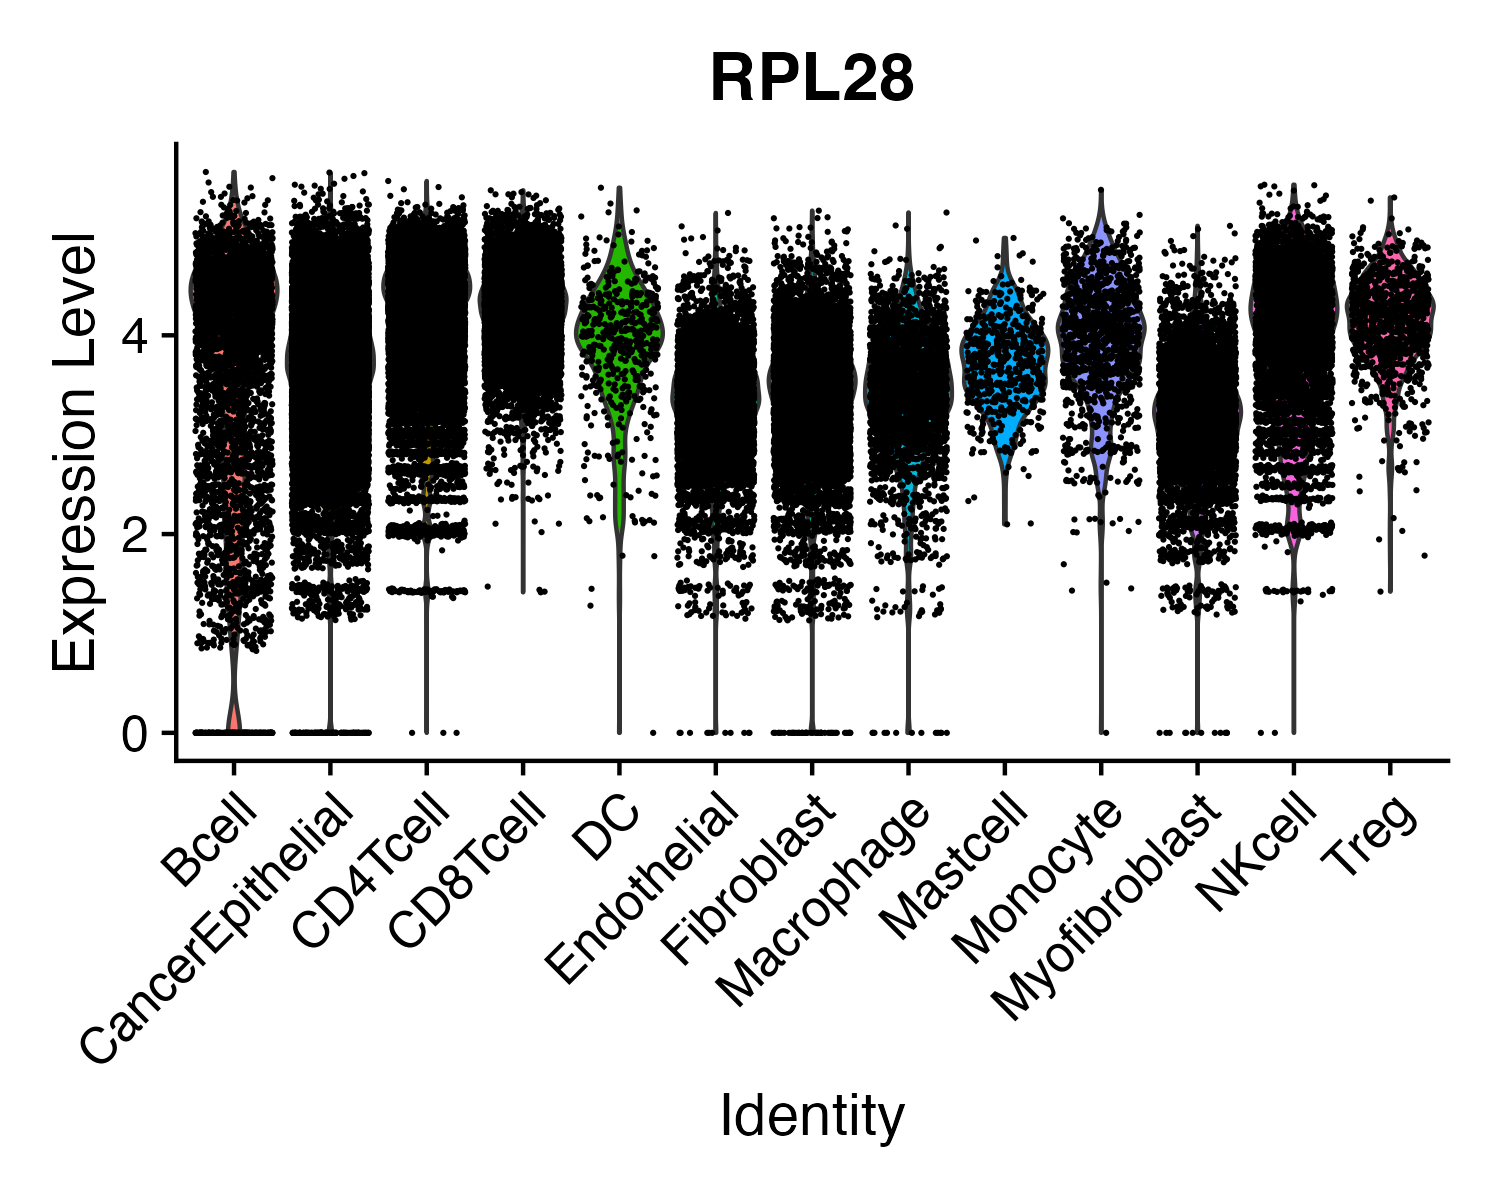 RPL28
Expression Level
4
2
0
Bcell
CancerEpithelial
CD4Tcell
CD8Tcell
DC
Endothelial
Fibroblast
Macrophage
Mastcell
Monocyte
Myofibroblast
NKcell
Treg
Identity